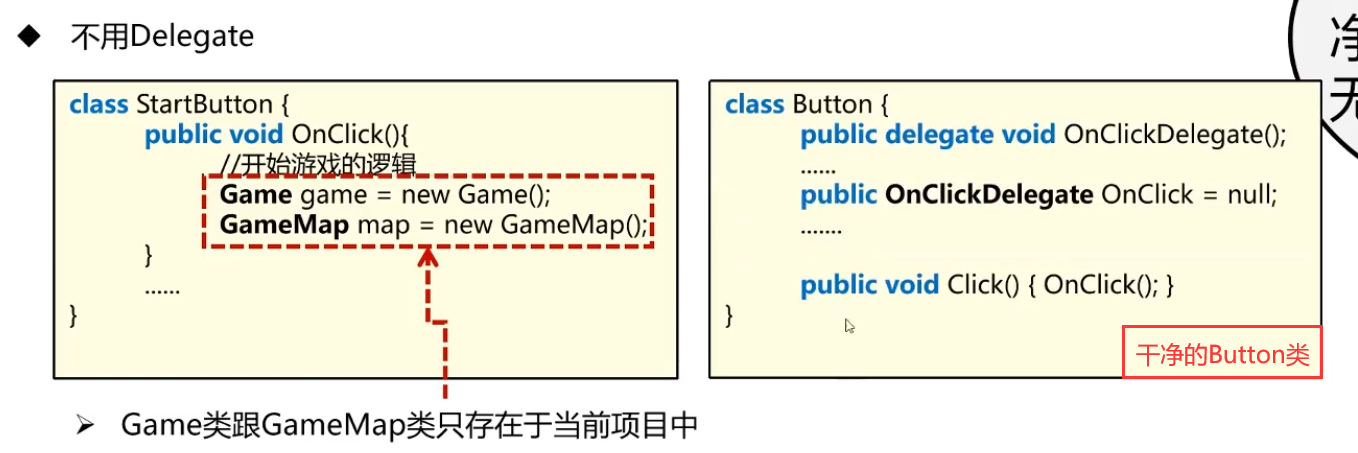 ◆ 不用Delegate
class StartButton {
public void OnClick(){
//开始游戏的逻辑
Game game = new Game();
GameMap map = new GameMap();
}
......
}
class Button {
public delegate void OnClickDelegate();
......
public OnClickDelegate OnClick = null;
.......
public void Click() { OnClick(); }
}
干净的Button类
➢ Game类跟GameMap类只存在于当前项目中